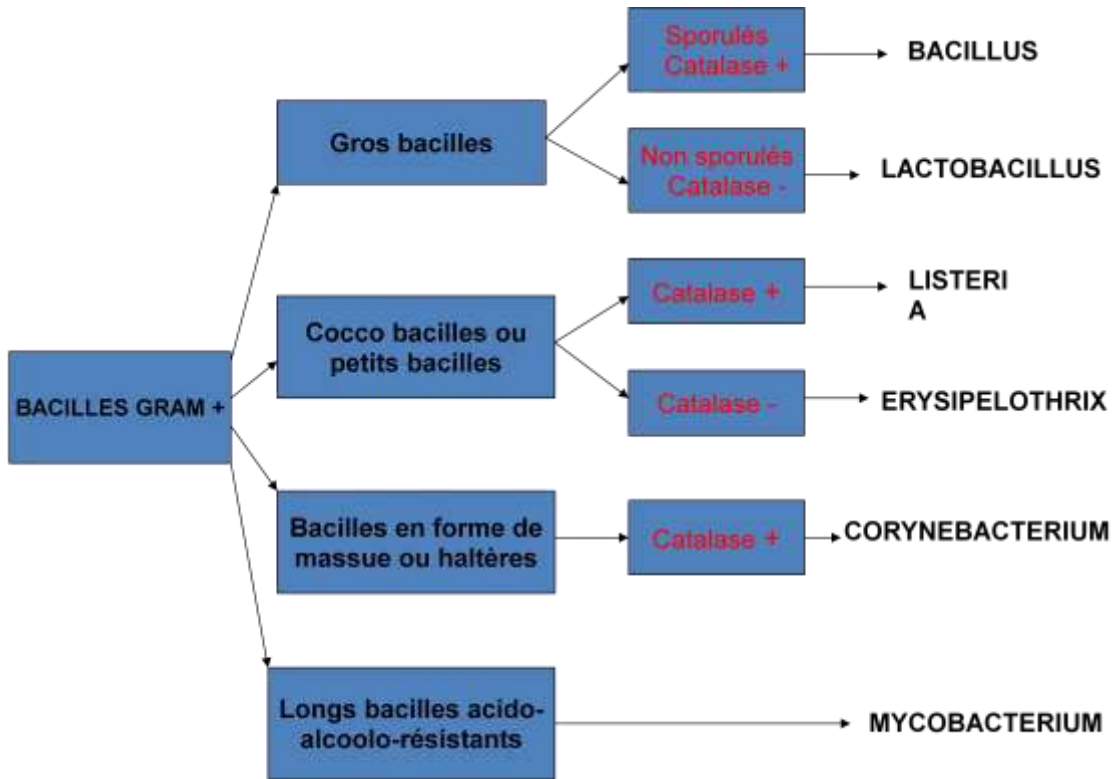 Sporulés
Catalase +
BACILLUS
Gros bacilles
Non sporulés
Catalase -
LACTOBACILLUS
Catalase +
LISTERI
A
Cocco bacilles ou
petits bacilles
BACILLES GRAM +
Catalase -
ERYSIPELOTHRIX
Bacilles en forme de
massue ou haltères
Catalase +
CORYNEBACTERIUM
Longs bacilles acido-
alcoolo-résistants
MYCOBACTERIUM